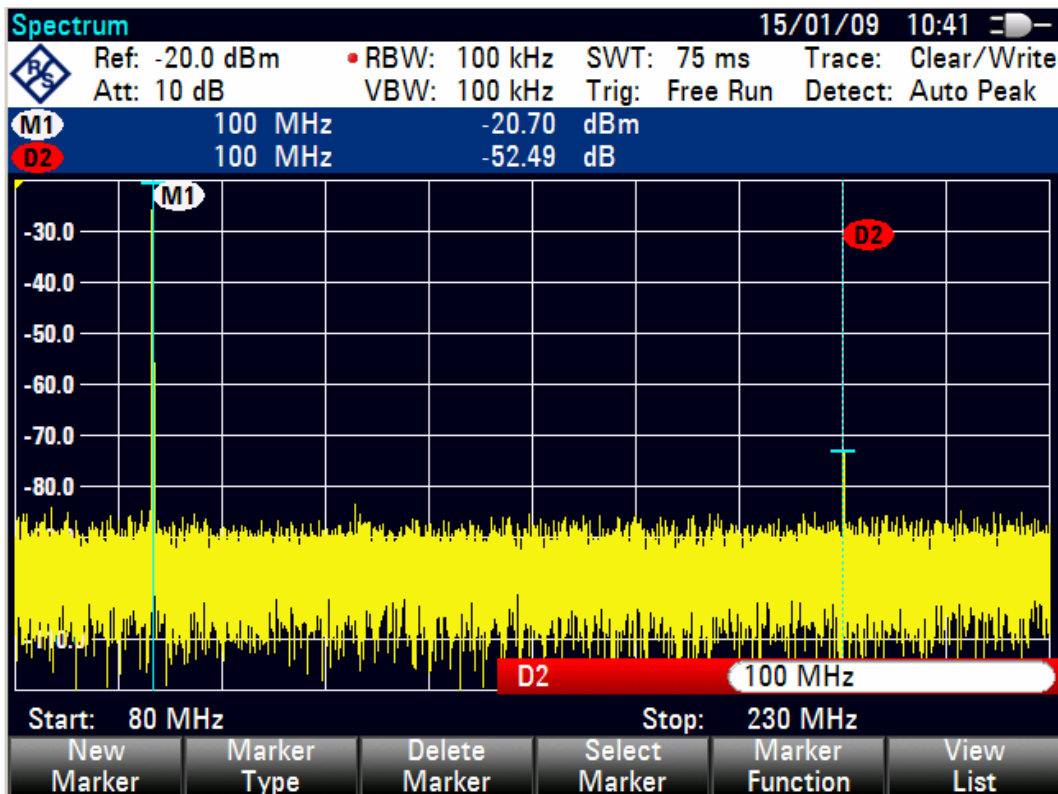 Spectrum 15/01/09 10:41
R&S Ref: -20.0 dBm RBW: 100 kHz SWT: 75 ms Trace: Clear/Write
Att: 10 dB VBW: 100 kHz Trig: Free Run Detect: Auto Peak
M1 100 MHz -20.70 dBm
D2 100 MHz -52.49 dB
M1
-30.0
D2
-40.0
-50.0
-60.0
-70.0
-80.0
-110.0
D2 100 MHz
Start: 80 MHz Stop: 230 MHz
New Marker Delete Select Marker View
Marker Type Marker Marker Function List